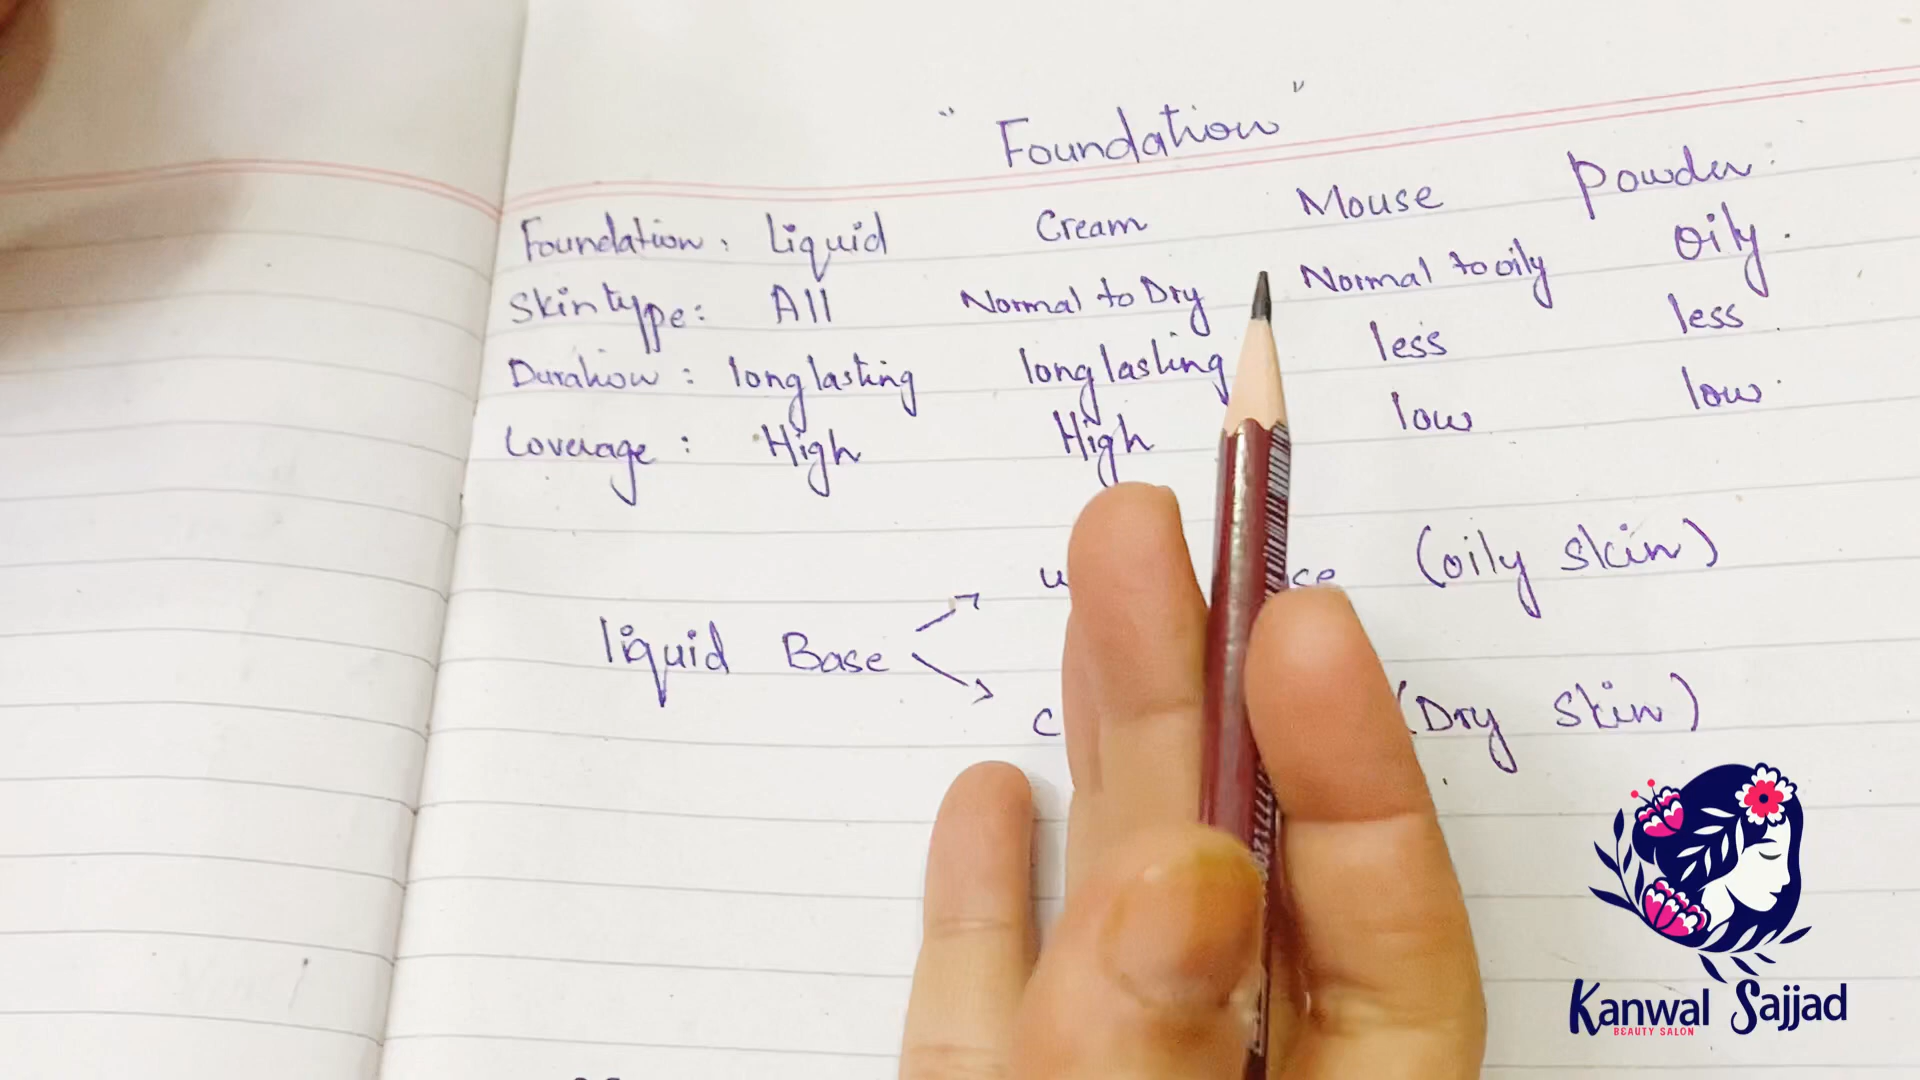 " Foundation "
Foundation: Liquid Cream Mouse Powder.
Skin type: All Normal to Dry Normal to oily oily.
Duration: long lasting long lasting less less.
Coverage: High High low low.
(oily skin)
liquid Base
(Dry skin)
Kanwal Sajjad
BEAUTY SALON